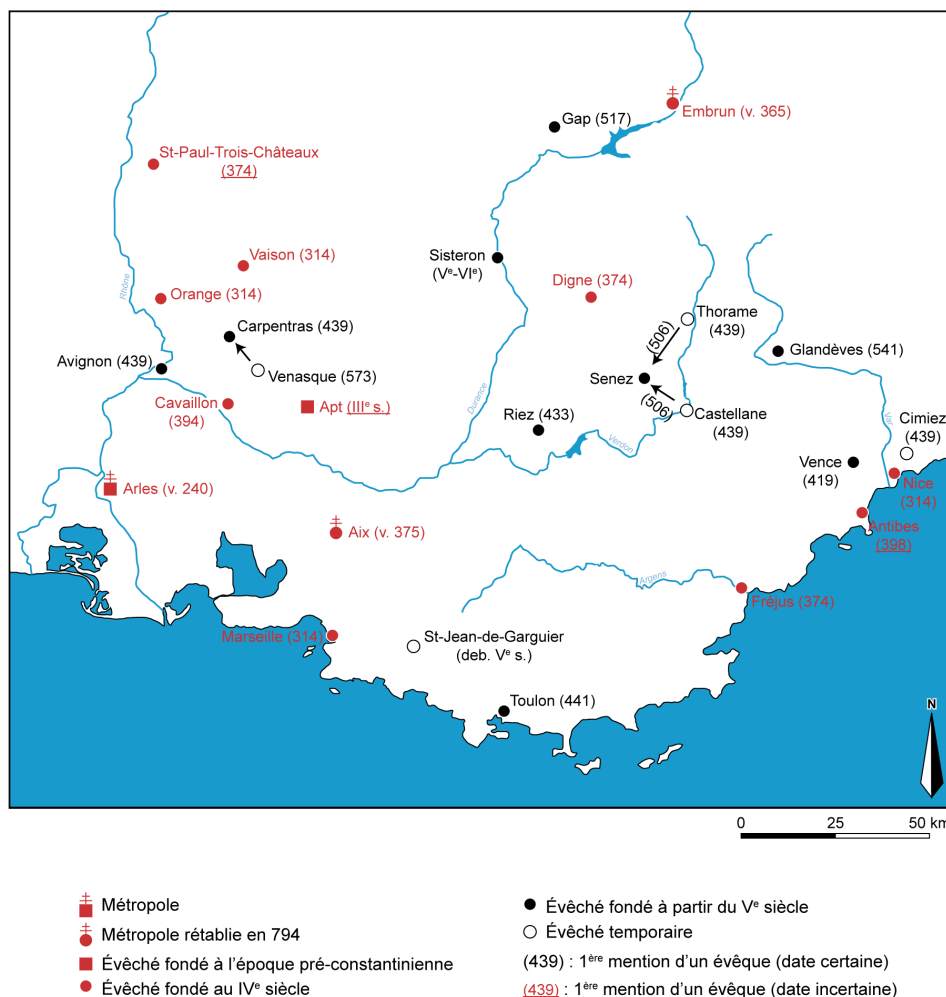 Embrun (v. 365)
Gap (517)
St-Paul-Trois-Châteaux
(374)
Vaison (314)
Sisteron
(Vᵉ-VIᵉ)
Rhône
Digne
(374)
Orange (314)
Thorame
(439)
Carpentras (439)
(506)
Avignon (439)
Glandèves (541)
Venasque (573)
Senez
Durance
Cavaillon
(394)
Apt (IIIᵉ s.)
(506)
Castellane
(439)
Riez (433)
Verdon
Var
Cimiez
(439)
Vence
(419)
Nice
(314)
Arles (v. 240)
Antibes
(398)
Aix (v. 375)
Argens
Fréjus (374)
Marseille (314)
St-Jean-de-Garguier
(deb. Vᵉ s.)
Toulon (441)
N
0 25 50 km
Métropole
Métropole rétablie en 794
Évêché fondé à l'époque pré-constantinienne
Évêché fondé au IVᵉ siècle
Évêché fondé à partir du Vᵉ siècle
Évêché temporaire
(439) : 1ᵉʳᵉ mention d'un évêque (date certaine)
(439) : 1ᵉʳᵉ mention d'un évêque (date incertaine)